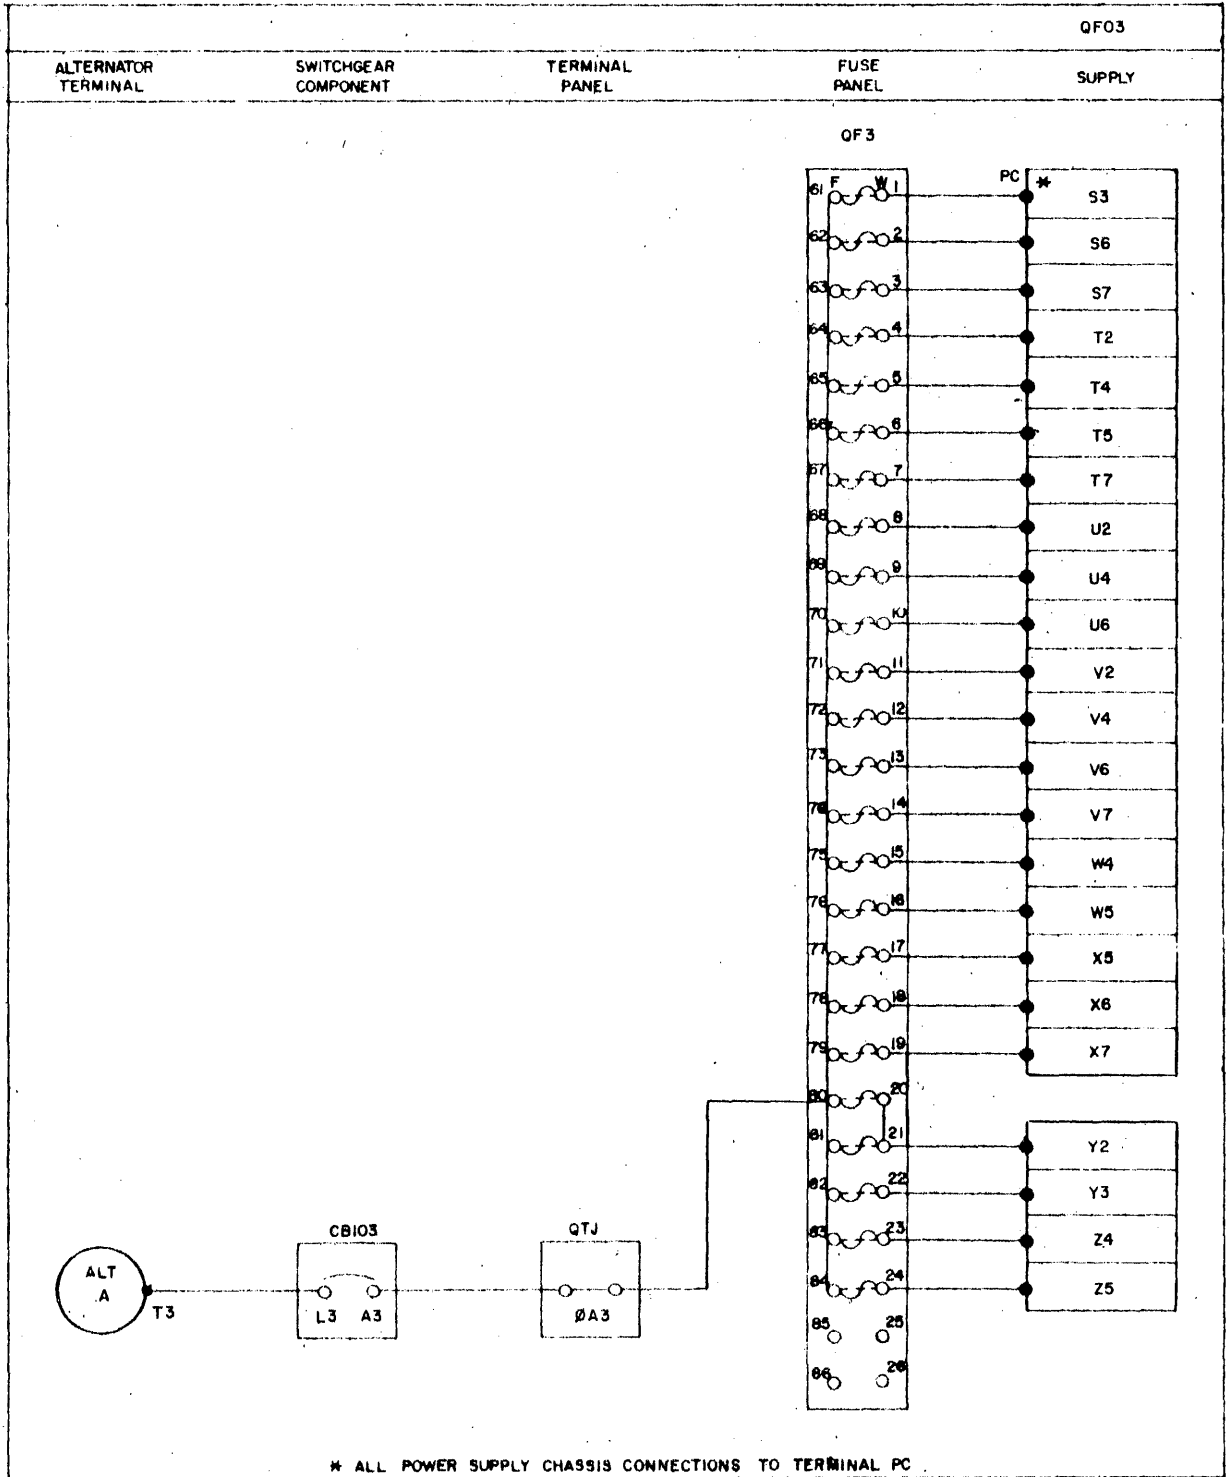 QF03
ALTERNATOR TERMINAL
SWITCHGEAR COMPONENT
TERMINAL PANEL
FUSE PANEL
SUPPLY
QF3
F W PC *
61 1 S3
62 2 S6
63 3 S7
64 4 T2
65 5 T4
66 6 T5
67 7 T7
68 8 U2
69 9 U4
70 10 U6
71 11 V2
72 12 V4
73 13 V6
14 V7
75 15 W4
76 16 W5
77 17 X5
78 18 X6
79 19 X7
80 20
81 21 Y2
82 22 Y3
83 23 Z4
84 24 Z5
85 25
86 26
CB103
QTJ
ALT A
T3
L3 A3
ØA3
* ALL POWER SUPPLY CHASSIS CONNECTIONS TO TERMINAL PC